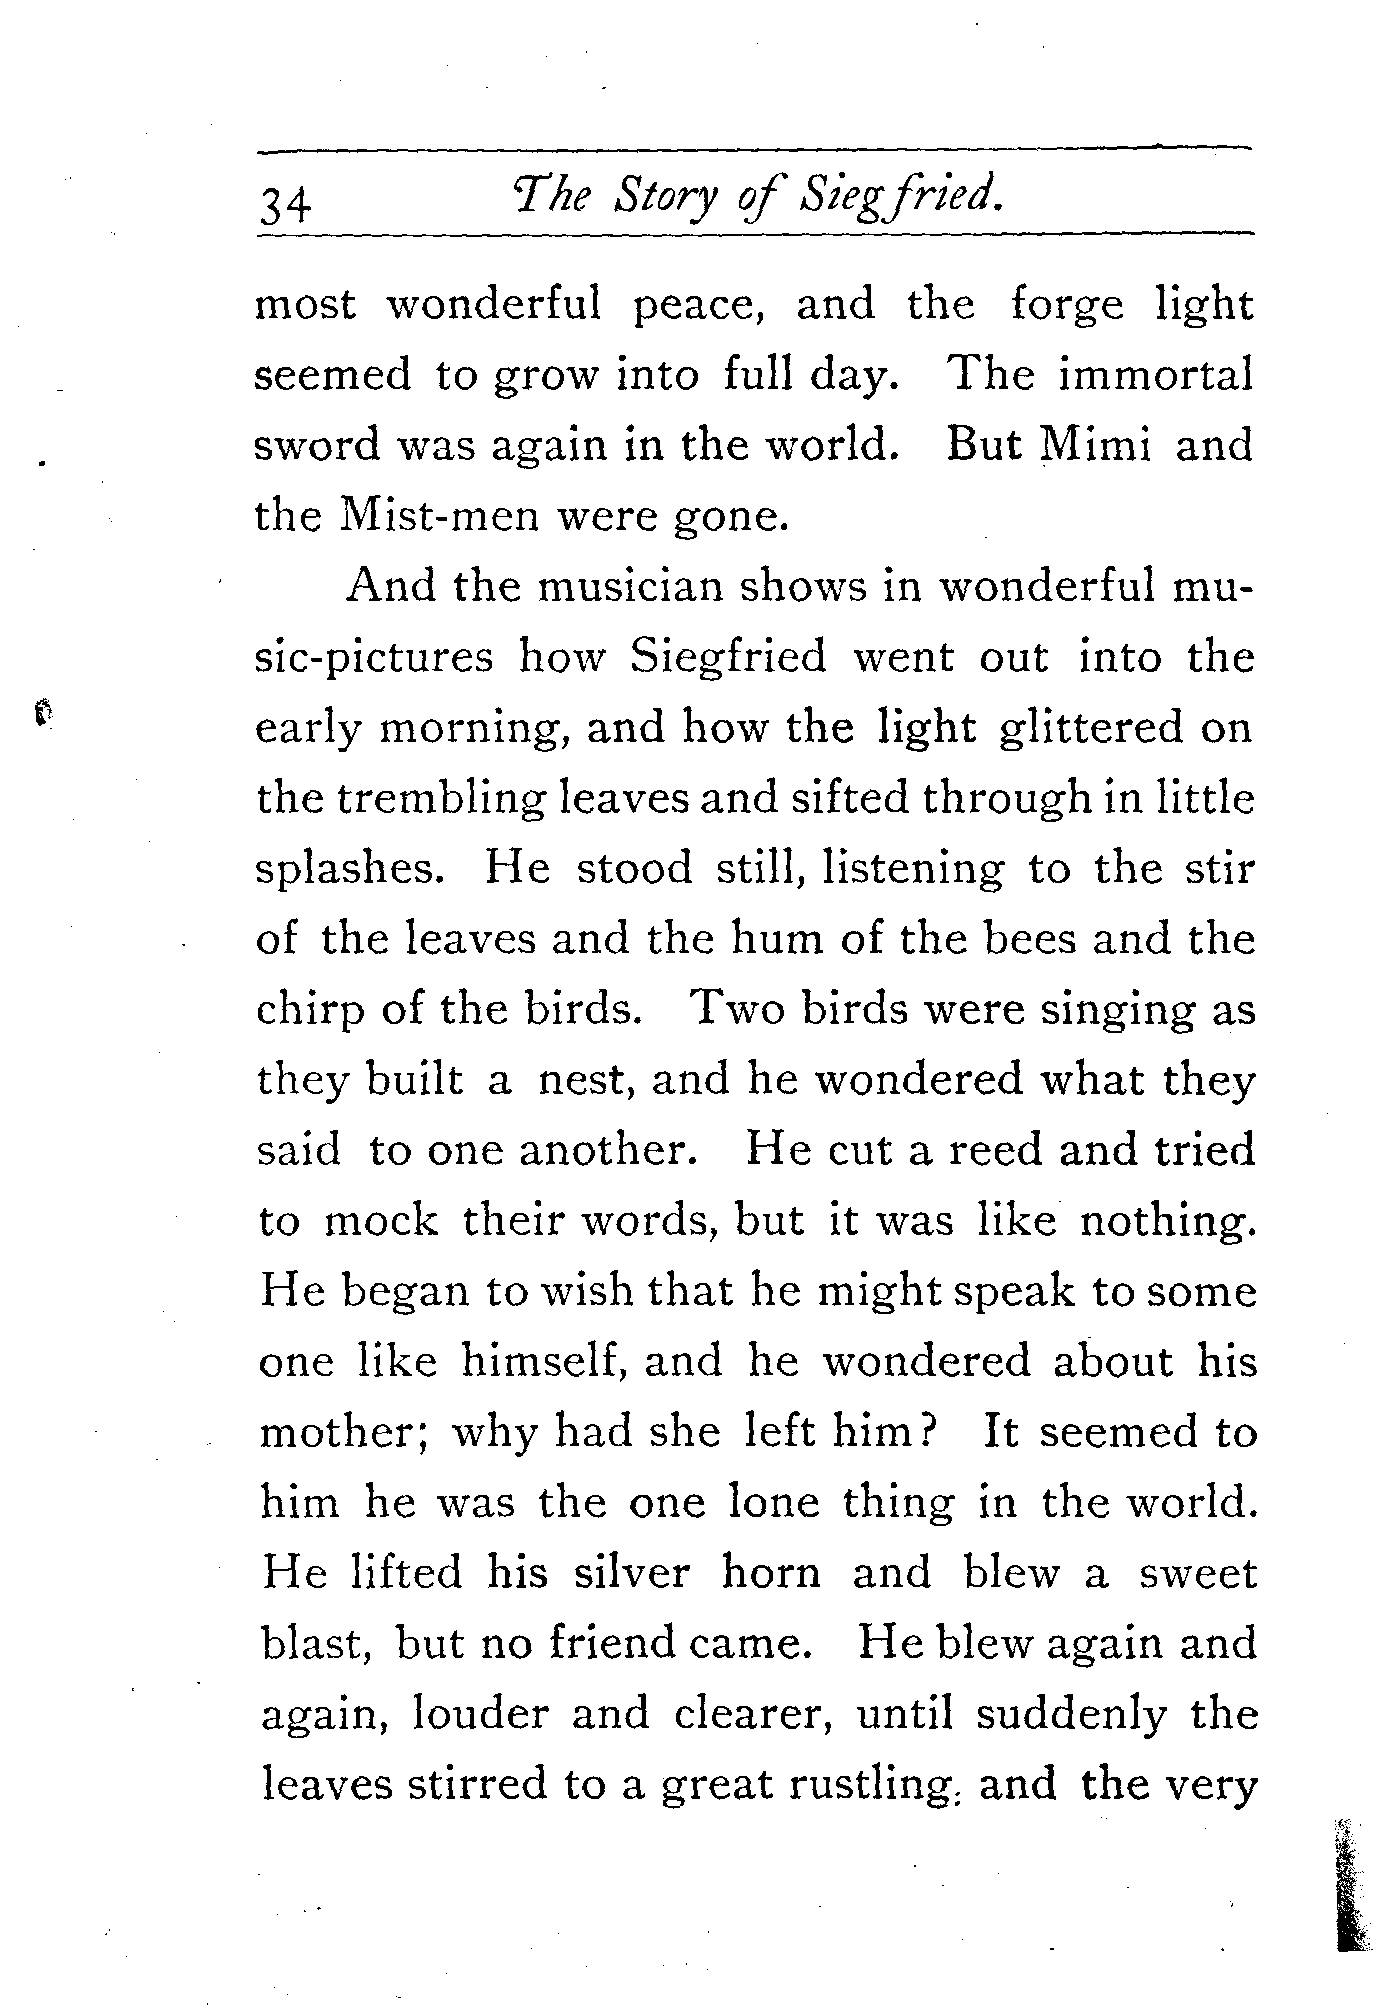 34 The Story of Siegfried.
most wonderful peace, and the forge light
seemed to grow into full day. The immortal
sword was again in the world. But Mimi and
the Mist-men were gone.
And the musician shows in wonderful mu-
sic-pictures how Siegfried went out into the
early morning, and how the light glittered on
the trembling leaves and sifted through in little
splashes. He stood still, listening to the stir
of the leaves and the hum of the bees and the
chirp of the birds. Two birds were singing as
they built a nest, and he wondered what they
said to one another. He cut a reed and tried
to mock their words, but it was like nothing.
He began to wish that he might speak to some
one like himself, and he wondered about his
mother; why had she left him? It seemed to
him he was the one lone thing in the world.
He lifted his silver horn and blew a sweet
blast, but no friend came. He blew again and
again, louder and clearer, until suddenly the
leaves stirred to a great rustling, and the very